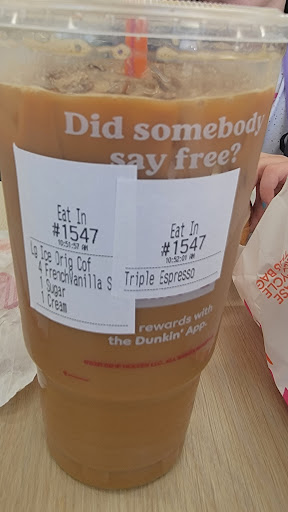 Did somebody
say free?
Eat In
#1547
10:51:57 AM
Lg Ice Orig Cof
4 FrenchVanilla S
1 Sugar
1 Cream
Eat In
#1547
10:52:01 AM
Triple Espresso
rewards with
the Dunkin' App.